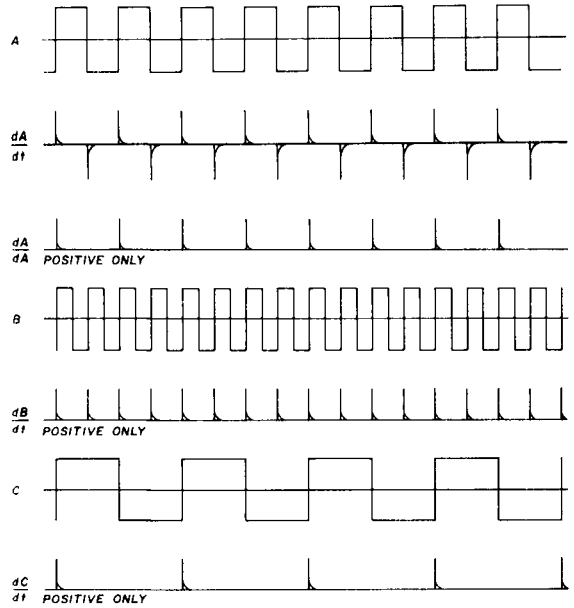 A
dA
dt
dA
dA POSITIVE ONLY
B
dB
dt POSITIVE ONLY
C
dC
dt POSITIVE ONLY